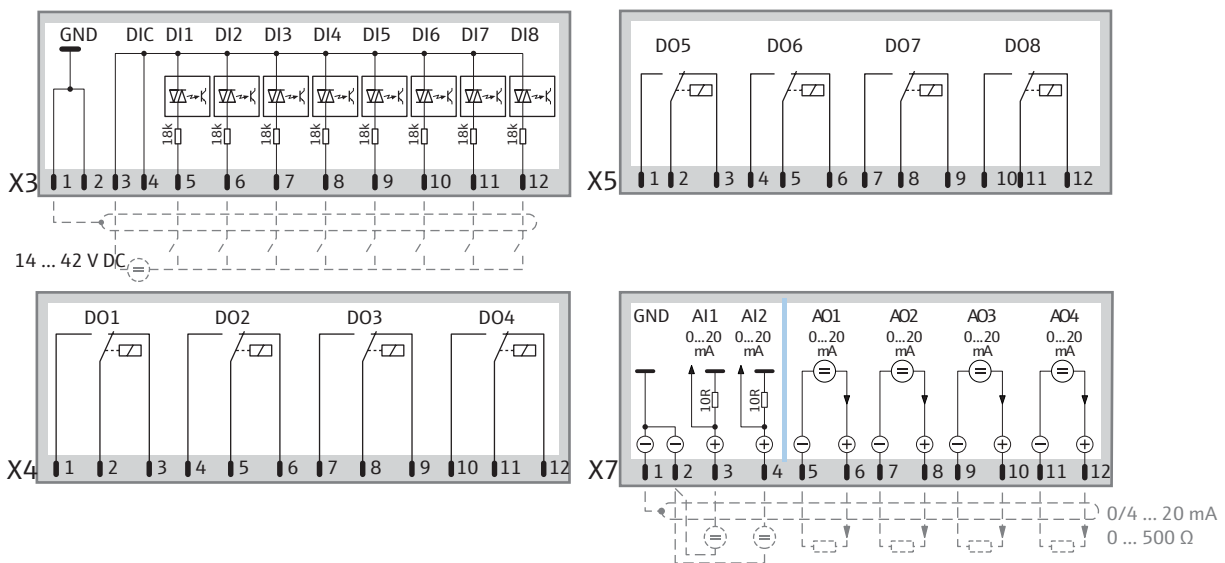 GND DIC DI1 DI2 DI3 DI4 DI5 DI6 DI7 DI8
18k 18k 18k 18k 18k 18k 18k 18k
X3 1 2 3 4 5 6 7 8 9 10 11 12
14 ... 42 V DC
DO5 DO6 DO7 DO8
X5 1 2 3 4 5 6 7 8 9 10 11 12
DO1 DO2 DO3 DO4
X4 1 2 3 4 5 6 7 8 9 10 11 12
GND AI1 AI2 AO1 AO2 AO3 AO4
0...20 0...20 0...20 0...20 0...20 0...20
mA mA mA mA mA mA
10R 10R
X7 1 2 3 4 5 6 7 8 9 10 11 12
0/4 ... 20 mA
0 ... 500 Ω